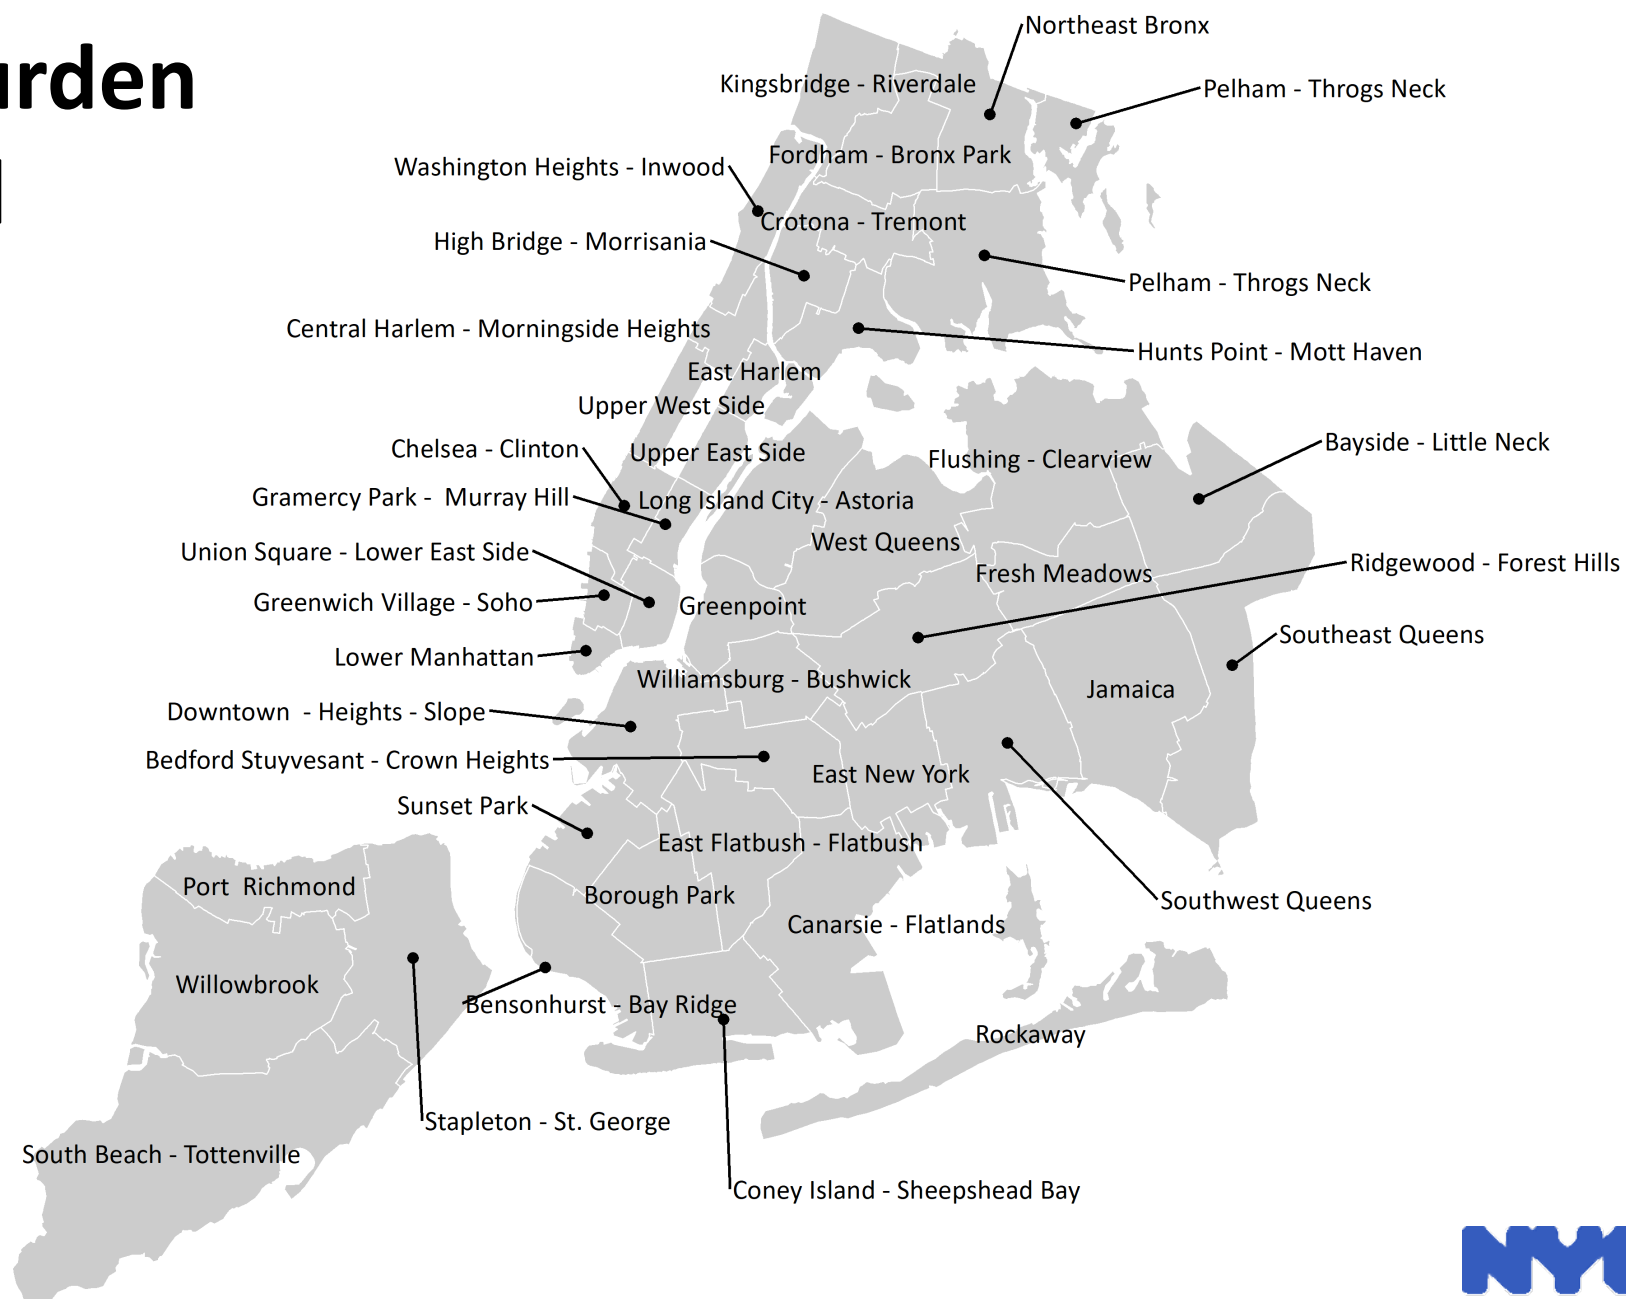 Northeast Bronx
Kingsbridge - Riverdale
Pelham - Throgs Neck
Fordham - Bronx Park
Washington Heights - Inwood
Crotona - Tremont
High Bridge - Morrisania
Pelham - Throgs Neck
Central Harlem - Morningside Heights
Hunts Point - Mott Haven
East Harlem
Upper West Side
Chelsea - Clinton
Upper East Side
Flushing - Clearview
Bayside - Little Neck
Gramercy Park - Murray Hill
Long Island City - Astoria
Union Square - Lower East Side
West Queens
Fresh Meadows
Ridgewood - Forest Hills
Greenwich Village - Soho
Greenpoint
Southeast Queens
Lower Manhattan
Williamsburg - Bushwick
Jamaica
Downtown - Heights - Slope
Bedford Stuyvesant - Crown Heights
East New York
Sunset Park
East Flatbush - Flatbush
Port Richmond
Borough Park
Southwest Queens
Canarsie - Flatlands
Willowbrook
Bensonhurst - Bay Ridge
Rockaway
Stapleton - St. George
South Beach - Tottenville
Coney Island - Sheepshead Bay